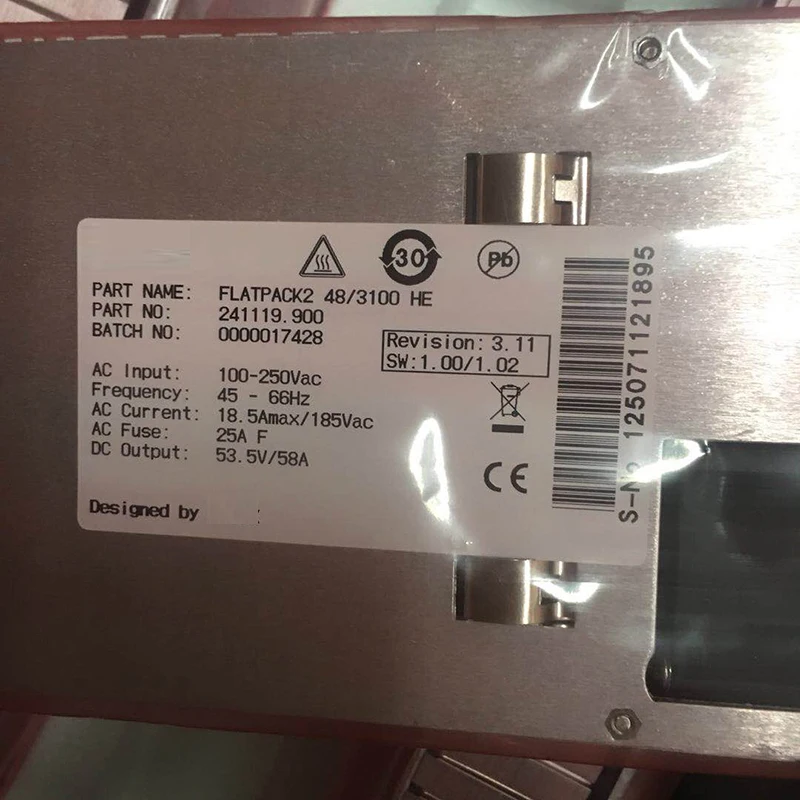 30
Pb
PART NAME: FLATPACK2 48/3100 HE
PART NO: 241119.900
BATCH NO: 0000017428
Revision: 3.11
SW:1.00/1.02
AC Input: 100-250Vac
Frequency: 45 - 66Hz
AC Current: 18.5Amax/185Vac
AC Fuse: 25A F
DC Output: 53.5V/58A
CE
Designed by
S-No 125071121895